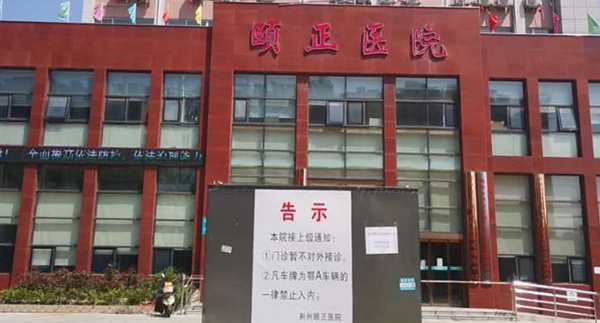 颐正医院
告示
本院接上级通知：
①门诊暂不对外接诊。
②凡车牌为鄂A车辆的
一律禁止入内。
荆州颐正医院